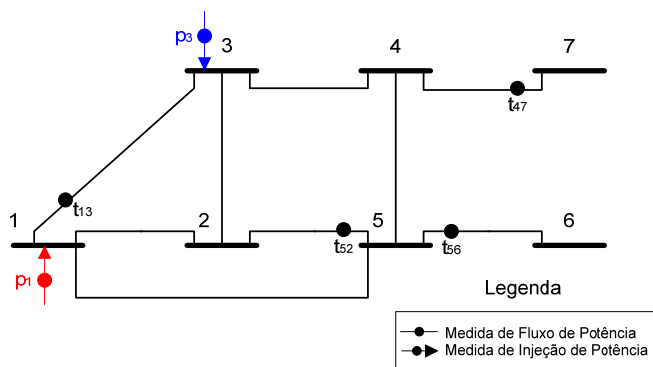 p3
3
4
7
t47
t13
1
2
5
6
t52
t56
p1
Legenda
Medida de Fluxo de Potência
Medida de Injeção de Potência